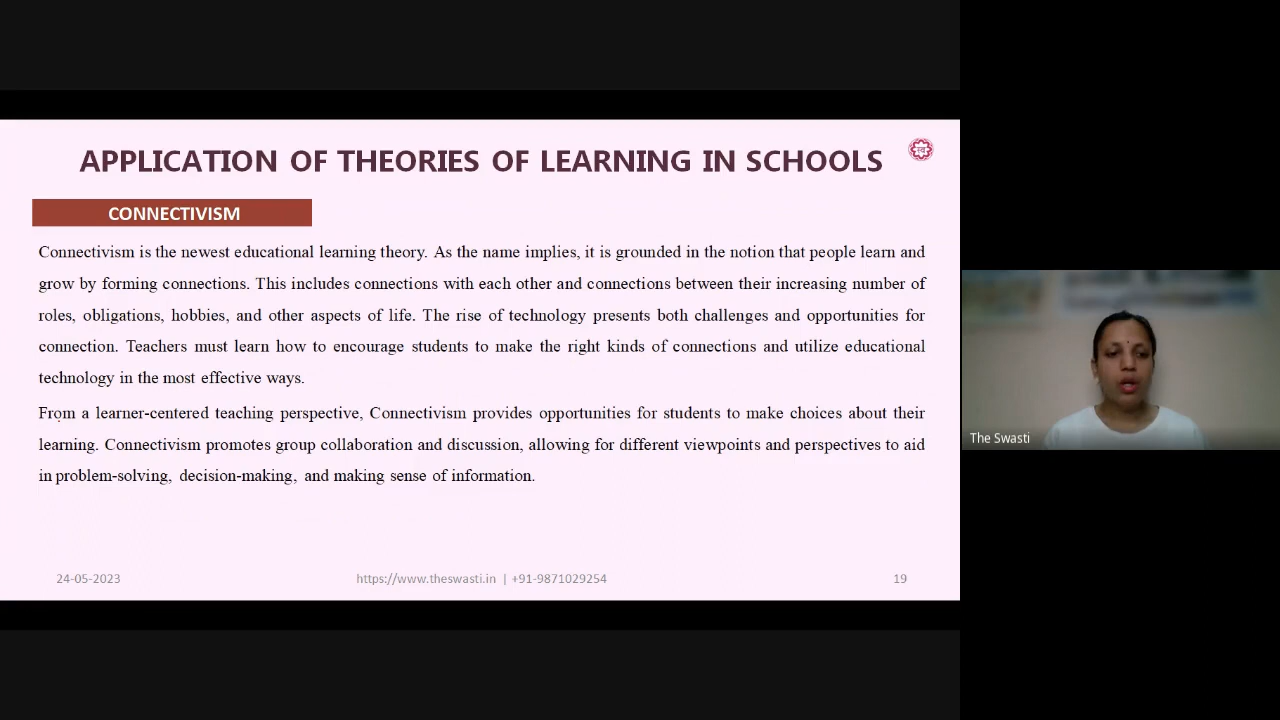 APPLICATION OF THEORIES OF LEARNING IN SCHOOLS
CONNECTIVISM
Connectivism is the newest educational learning theory. As the name implies, it is grounded in the notion that people learn and
grow by forming connections. This includes connections with each other and connections between their increasing number of
roles, obligations, hobbies, and other aspects of life. The rise of technology presents both challenges and opportunities for
connection. Teachers must learn how to encourage students to make the right kinds of connections and utilize educational
technology in the most effective ways.
From a learner-centered teaching perspective, Connectivism provides opportunities for students to make choices about their
learning. Connectivism promotes group collaboration and discussion, allowing for different viewpoints and perspectives to aid
in problem-solving, decision-making, and making sense of information.
24-05-2023
https://www.theswasti.in | +91-9871029254
19
The Swasti